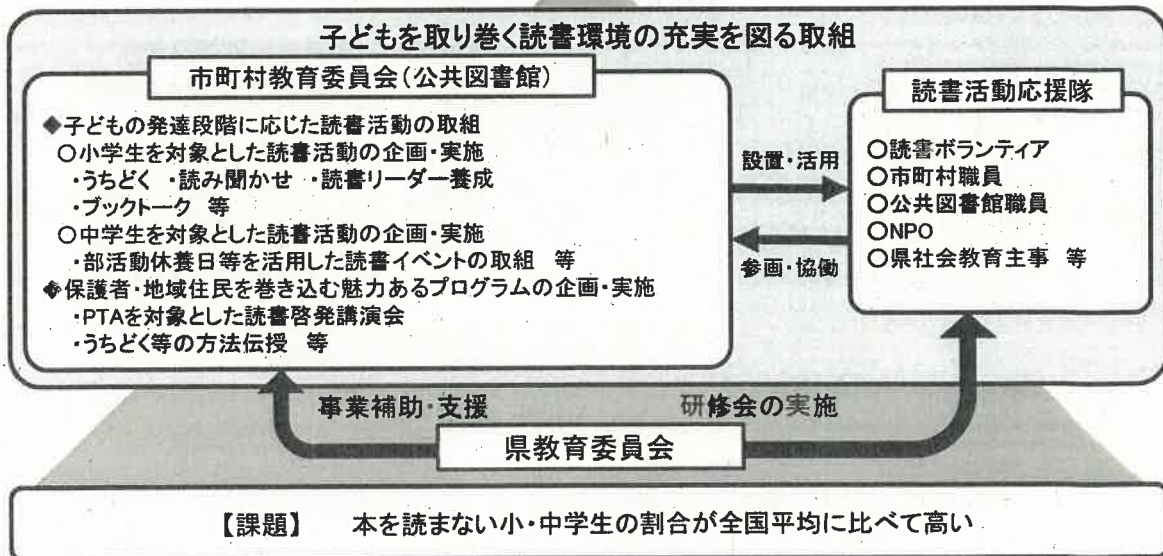 子どもを取り巻く読書環境の充実を図る取組
市町村教育委員会(公共図書館)
◆子どもの発達段階に応じた読書活動の取組
○小学生を対象とした読書活動の企画・実施
・うちどく ・読み聞かせ ・読書リーダー養成
・ブックトーク 等
○中学生を対象とした読書活動の企画・実施
・部活動休養日等を活用した読書イベントの取組 等
◆保護者・地域住民を巻き込む魅力あるプログラムの企画・実施
・PTAを対象とした読書啓発講演会
・うちどく等の方法伝授 等
設置・活用
参画・協働
読書活動応援隊
○読書ボランティア
○市町村職員
○公共図書館職員
○NPO
○県社会教育主事 等
事業補助・支援
研修会の実施
県教育委員会
【課題】 本を読まない小・中学生の割合が全国平均に比べて高い